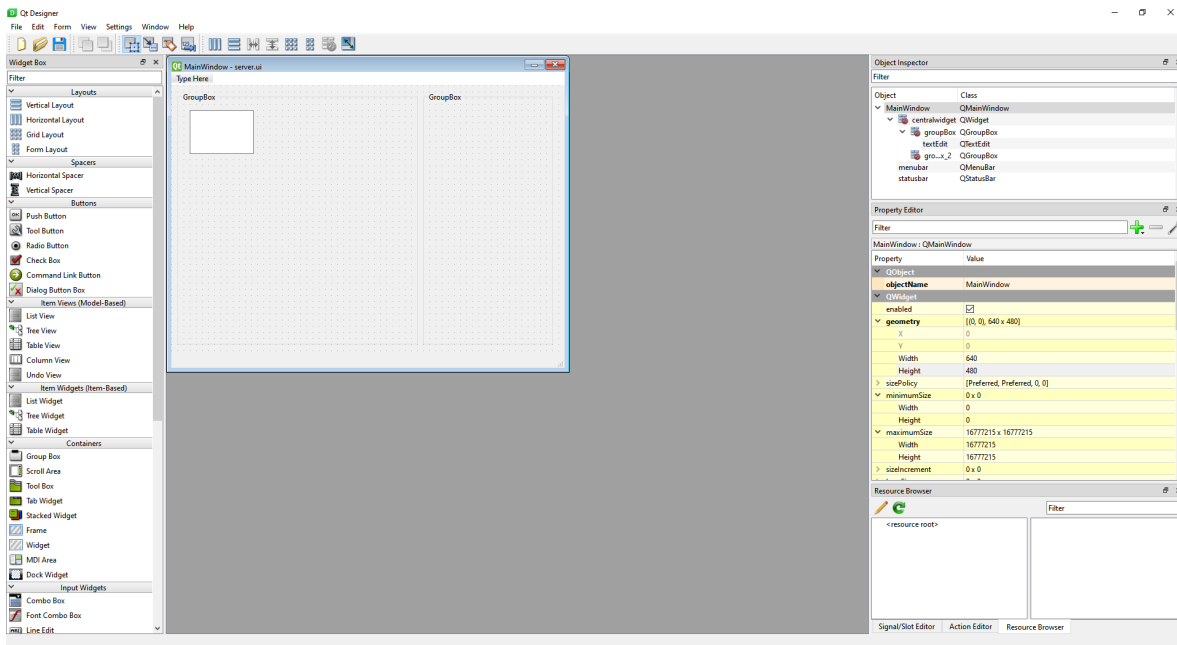 Qt Designer
File Edit Form View Settings Window Help
Widget Box
Filter
Layouts
Vertical Layout
Horizontal Layout
Grid Layout
Form Layout
Spacers
Horizontal Spacer
Vertical Spacer
Buttons
Push Button
Tool Button
Radio Button
Check Box
Command Link Button
Dialog Button Box
Item Views (Model-Based)
List View
Tree View
Table View
Column View
Undo View
Item Widgets (Item-Based)
List Widget
Tree Widget
Table Widget
Containers
Group Box
Scroll Area
Tool Box
Tab Widget
Stacked Widget
Frame
Widget
MDI Area
Dock Widget
Input Widgets
Combo Box
Font Combo Box
Line Edit
MainWindow - server.ui
Type Here
GroupBox
GroupBox
Object Inspector
Filter
Object Class
MainWindow QMainWindow
centralwidget QWidget
groupBox QGroupBox
textEdit QTextEdit
gro...x_2 QGroupBox
menubar QMenuBar
statusbar QStatusBar
Property Editor
Filter
MainWindow : QMainWindow
Property Value
QObject
objectName MainWindow
QWidget
enabled
geometry [(0, 0), 640 x 480]
X 0
Y 0
Width 640
Height 480
sizePolicy [Preferred, Preferred, 0, 0]
minimumSize 0 x 0
Width 0
Height 0
maximumSize 16777215 x 16777215
Width 16777215
Height 16777215
sizeIncrement 0 x 0
Resource Browser
Filter
<resource root>
Signal/Slot Editor Action Editor Resource Browser